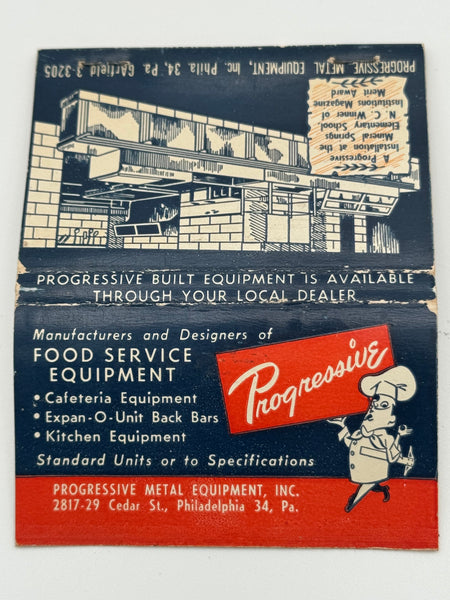 PROGRESSIVE METAL EQUIPMENT, Inc. Phila. 34, Pa. GArfield 3-3205
A Progressive
Installation at the
Mineral Springs
Elementary School,
N. C. Winner of
Institutions Magazine
Merit Award
PROGRESSIVE BUILT EQUIPMENT IS AVAILABLE
THROUGH YOUR LOCAL DEALER
Manufacturers and Designers of
FOOD SERVICE
EQUIPMENT
• Cafeteria Equipment
• Expan-O-Unit Back Bars
• Kitchen Equipment
Standard Units or to Specifications
Progressive
PROGRESSIVE METAL EQUIPMENT, INC.
2817-29 Cedar St., Philadelphia 34, Pa.